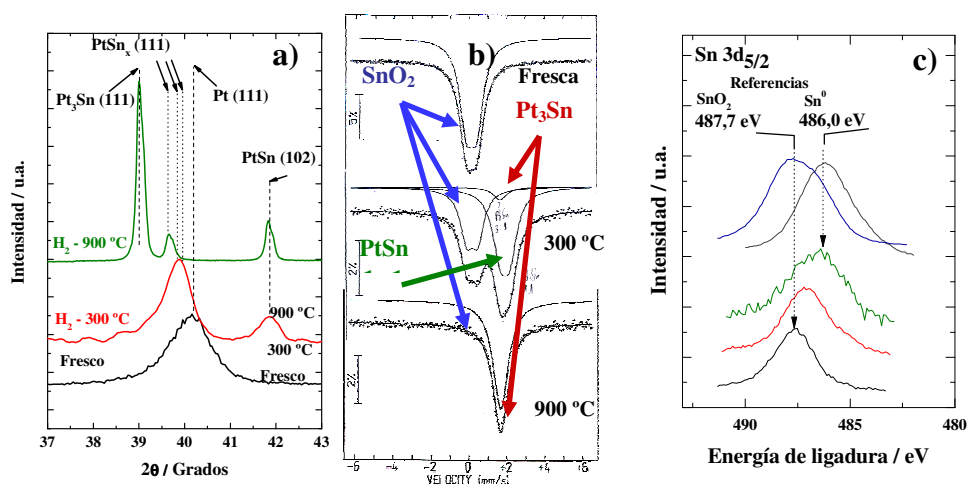 a)
PtSnx (111)
Pt3Sn (111)
Pt (111)
PtSn (102)
H2 - 900 ºC
H2 - 300 ºC
Fresco
900 ºC
300 ºC
Fresco
Intensidad / u.a.
37 38 39 40 41 42 43
2θ / Grados
b)
SnO2
Fresca
Pt3Sn
5%
PtSn
300 ºC
2%
2%
900 ºC
-6 -4 -2 0 +2 +4 +6
VELOCITY (mm/s)
Sn 3d5/2
c)
Referencias
SnO2
487,7 eV
Sn0
486,0 eV
Intensidad / u.a.
490 485 480
Energía de ligadura / eV